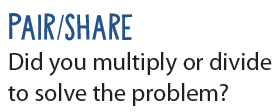 PAIR/SHARE
Did you multiply or divide
to solve the problem?